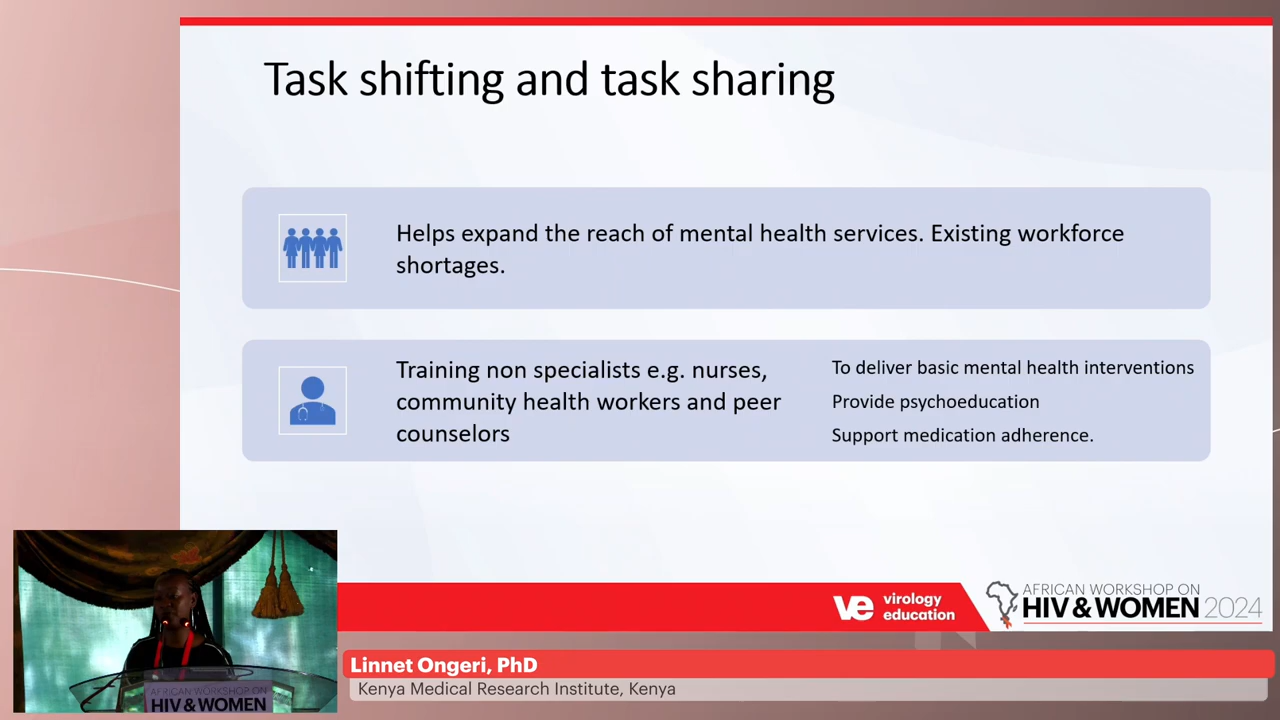 Task shifting and task sharing
Helps expand the reach of mental health services. Existing workforce
shortages.
Training non specialists e.g. nurses,
community health workers and peer
counselors
To deliver basic mental health interventions
Provide psychoeducation
Support medication adherence.
ve virology
education
AFRICAN WORKSHOP ON
HIV & WOMEN 2024
Linnet Ongeri, PhD
Kenya Medical Research Institute, Kenya
AFRICAN WORKSHOP ON
HIV & WOMEN